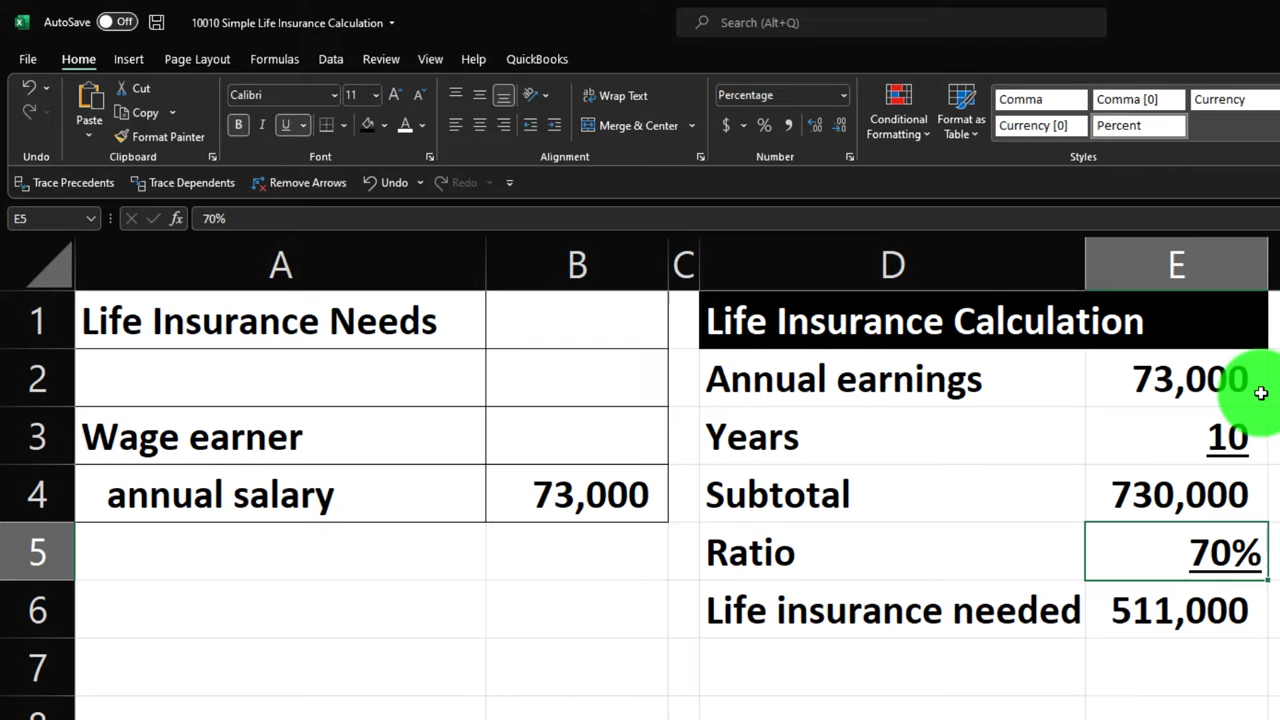 AutoSave Off 10010 Simple Life Insurance Calculation Search (Alt+Q)
File Home Insert Page Layout Formulas Data Review View Help QuickBooks
Cut
Copy
Format Painter
Paste
Undo Clipboard
Calibri 11
B I U A
Font
Wrap Text
Merge & Center
Alignment
Percentage
$ % ,
Number
Conditional Formatting
Format as Table
Comma Comma [0] Currency
Currency [0] Percent
Styles
Trace Precedents Trace Dependents Remove Arrows Undo Redo
E5 fx 70%
A B C D E
1 Life Insurance Needs Life Insurance Calculation
2 Annual earnings 73,000
3 Wage earner Years 10
4 annual salary 73,000 Subtotal 730,000
5 Ratio 70%
6 Life insurance needed 511,000
7